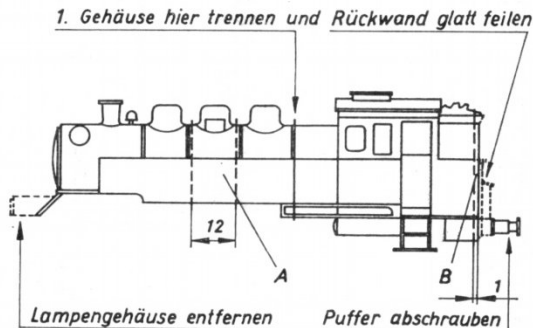 1. Gehäuse hier trennen und Rückwand glatt feilen
12
A
B
1
Lampengehäuse entfernen
Puffer abschrauben